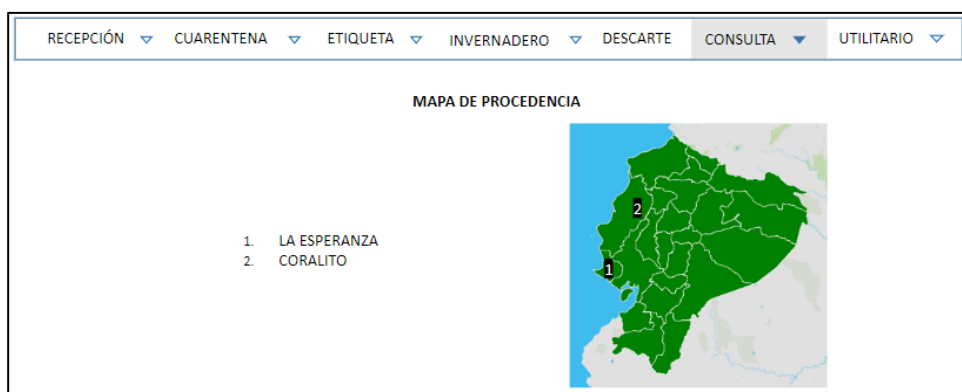 RECEPCIÓN CUARENTENA ETIQUETA INVERNADERO DESCARTE CONSULTA UTILITARIO
MAPA DE PROCEDENCIA
1. LA ESPERANZA
2. CORALITO
2
1